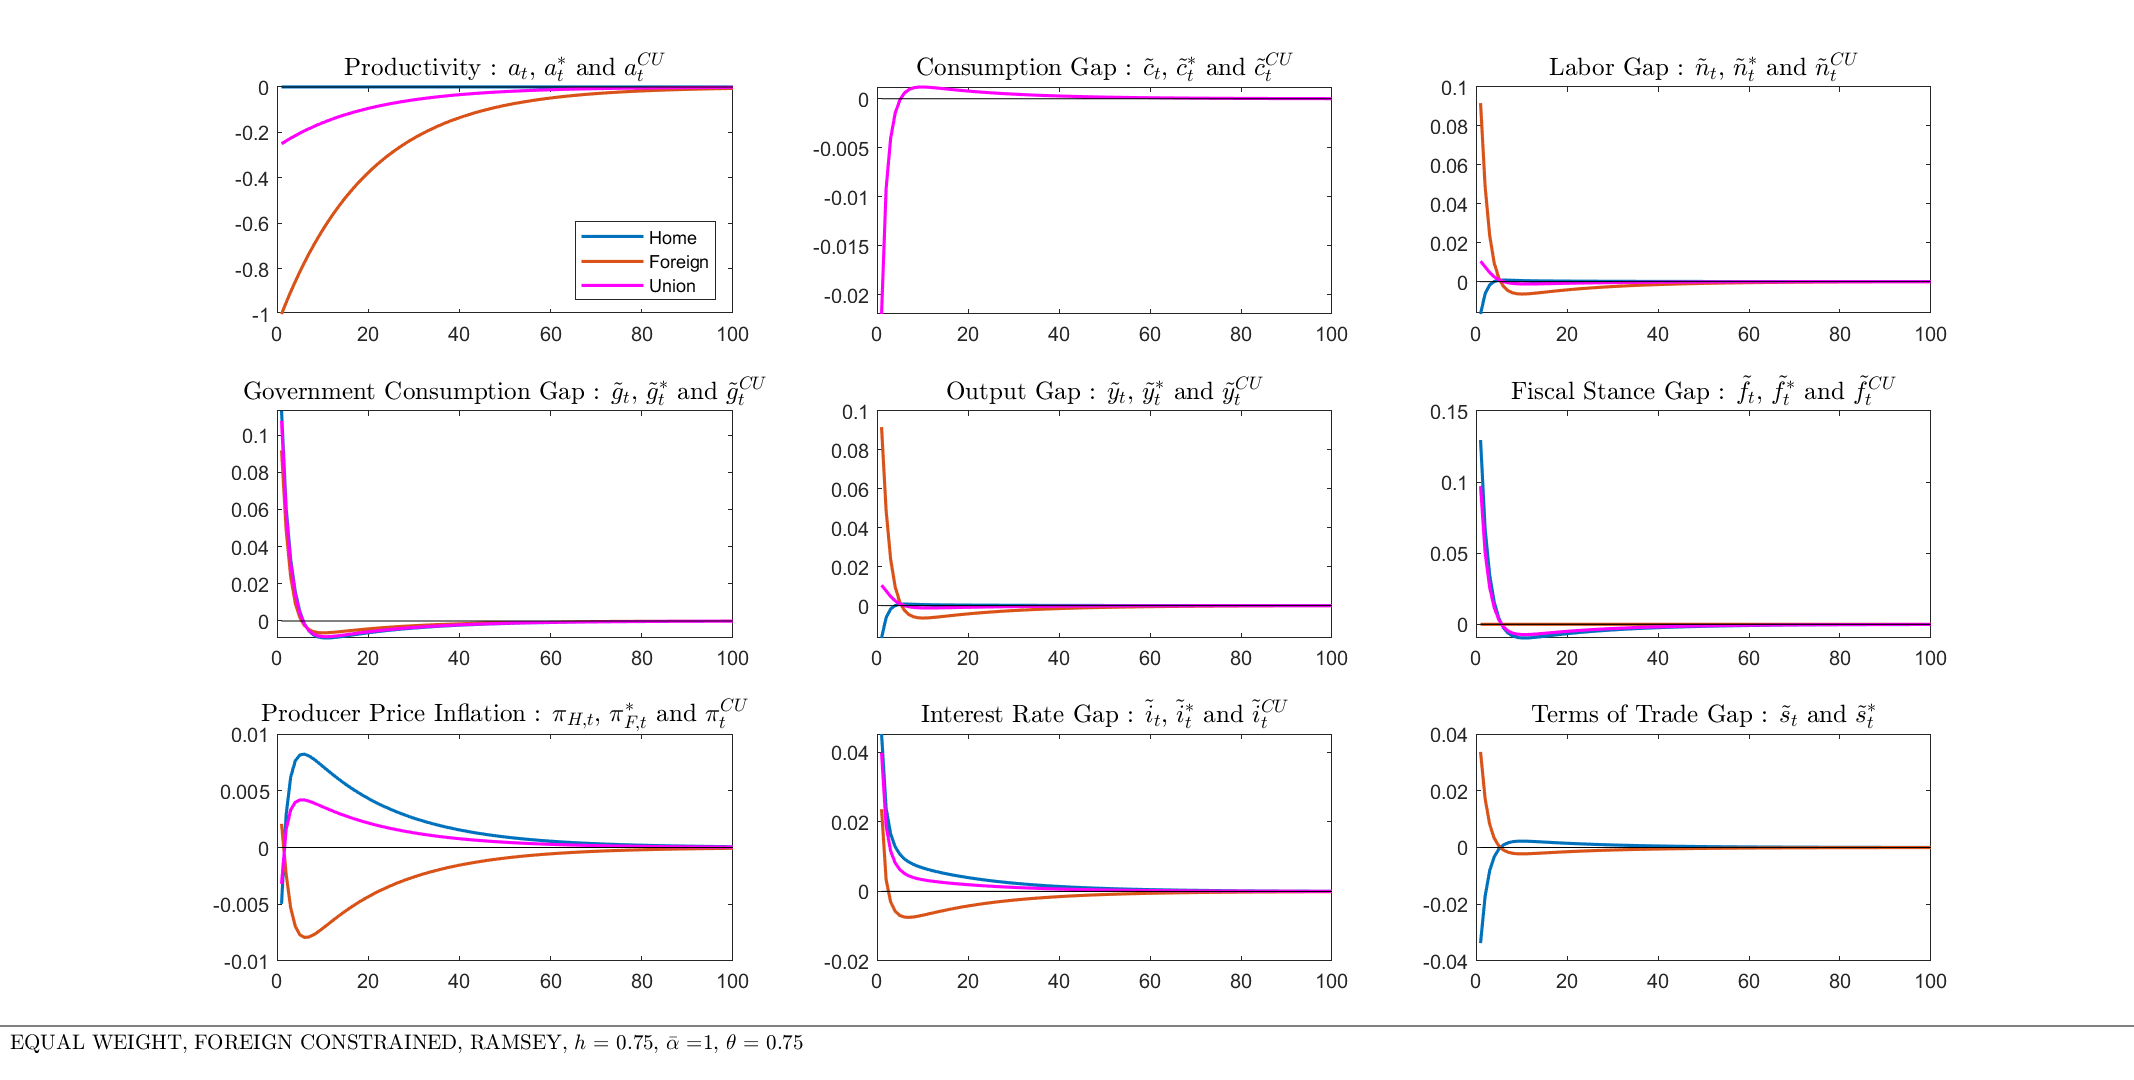 Productivity : a_t, a_t^* and a_t^{CU}
0
-0.2
-0.4
-0.6
-0.8
-1
Home
Foreign
Union
0 20 40 60 80 100
Consumption Gap : c̃_t, c̃_t^* and c̃_t^{CU}
0
-0.005
-0.01
-0.015
-0.02
0 20 40 60 80 100
Labor Gap : ñ_t, ñ_t^* and ñ_t^{CU}
0.1
0.08
0.06
0.04
0.02
0
0 20 40 60 80 100
Government Consumption Gap : g̃_t, g̃_t^* and g̃_t^{CU}
0.1
0.08
0.06
0.04
0.02
0
0 20 40 60 80 100
Output Gap : ỹ_t, ỹ_t^* and ỹ_t^{CU}
0.1
0.08
0.06
0.04
0.02
0
0 20 40 60 80 100
Fiscal Stance Gap : f̃_t, f̃_t^* and f̃_t^{CU}
0.15
0.1
0.05
0
0 20 40 60 80 100
Producer Price Inflation : π_{H,t}, π_{F,t}^* and π_t^{CU}
0.01
0.005
0
-0.005
-0.01
0 20 40 60 80 100
Interest Rate Gap : ĩ_t, ĩ_t^* and ĩ_t^{CU}
0.04
0.02
0
-0.02
0 20 40 60 80 100
Terms of Trade Gap : s̃_t and s̃_t^*
0.04
0.02
0
-0.02
-0.04
0 20 40 60 80 100
EQUAL WEIGHT, FOREIGN CONSTRAINED, RAMSEY, h = 0.75, ᾱ =1, θ = 0.75